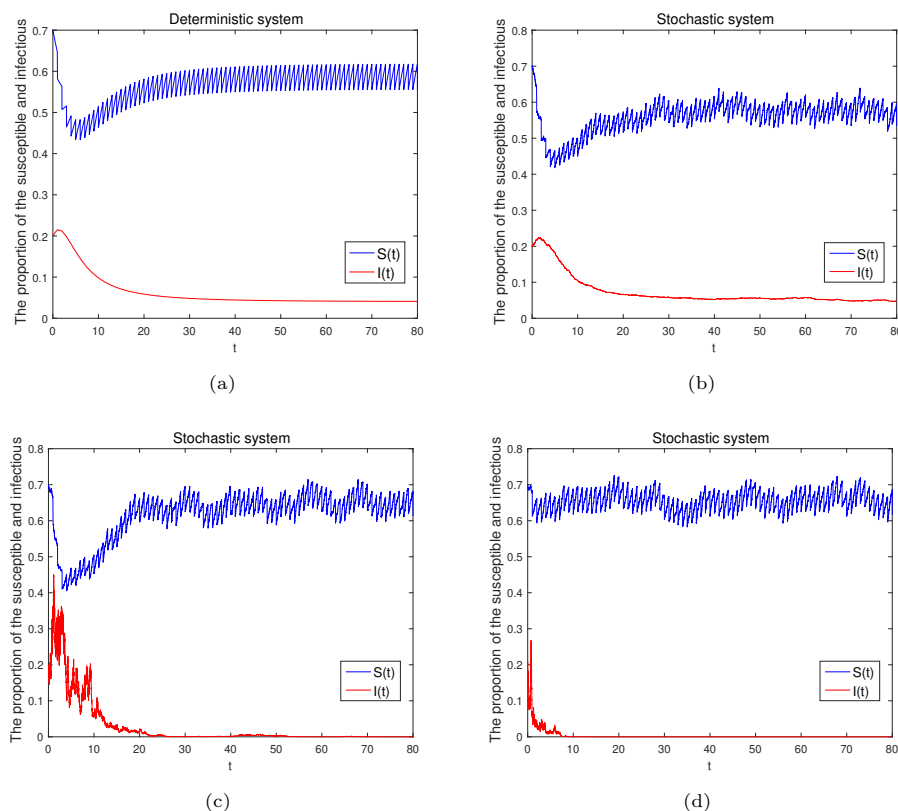 Deterministic system
The proportion of the susceptible and infectious
0.7
0.6
0.5
0.4
0.3
0.2
0.1
0
0 10 20 30 40 50 60 70 80
t
S(t)
I(t)
(a)
Stochastic system
The proportion of the susceptible and infectious
0.8
0.7
0.6
0.5
0.4
0.3
0.2
0.1
0
0 10 20 30 40 50 60 70 80
t
S(t)
I(t)
(b)
Stochastic system
The proportion of the susceptible and infectious
0.8
0.7
0.6
0.5
0.4
0.3
0.2
0.1
0
0 10 20 30 40 50 60 70 80
t
S(t)
I(t)
(c)
Stochastic system
The proportion of the susceptible and infectious
0.8
0.7
0.6
0.5
0.4
0.3
0.2
0.1
0
0 10 20 30 40 50 60 70 80
t
S(t)
I(t)
(d)